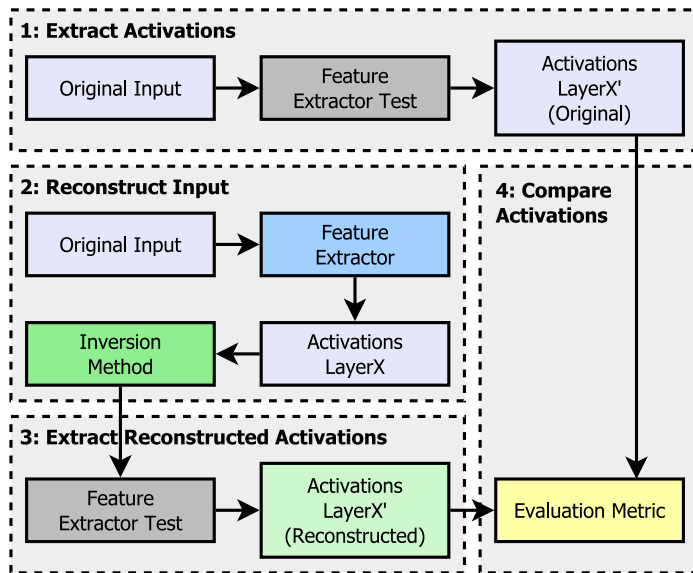 1: Extract Activations
Original Input
Feature
Extractor Test
Activations
LayerX'
(Original)
2: Reconstruct Input
Original Input
Feature
Extractor
Inversion
Method
Activations
LayerX
3: Extract Reconstructed Activations
Feature
Extractor Test
Activations
LayerX'
(Reconstructed)
4: Compare
Activations
Evaluation Metric